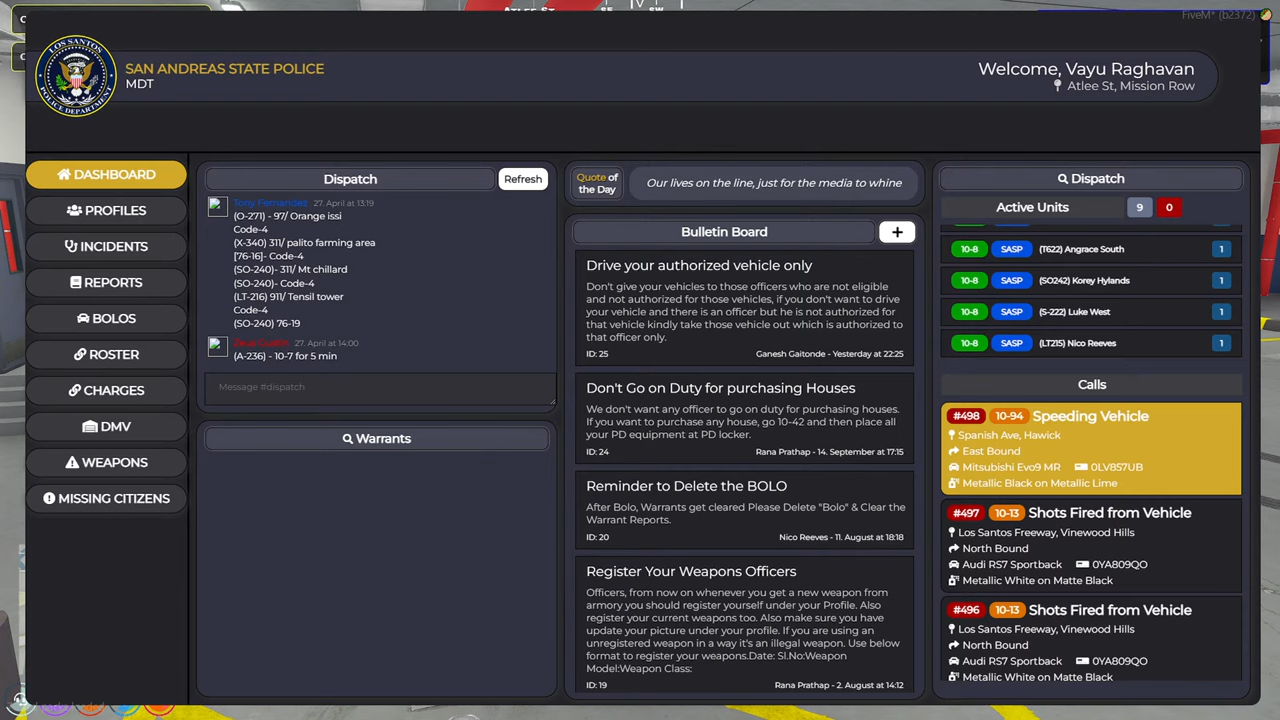 FiveM* (b2372)
LOS SANTOS
POLICE DEPARTMENT
SAN ANDREAS STATE POLICE
MDT
Welcome, Vayu Raghavan
Atlee St, Mission Row
DASHBOARD
PROFILES
INCIDENTS
REPORTS
BOLOS
ROSTER
CHARGES
DMV
WEAPONS
MISSING CITIZENS
Dispatch
Refresh
Tony Fernandez 27. April at 13:19
(O-271) - 97/ Orange issi
Code-4
(X-340) 311/ palito farming area
[76-16]- Code-4
(SO-240)- 311/ Mt chillard
(SO-240)- Code-4
(LT-216) 911/ Tensil tower
Code-4
(SO-240) 76-19
27. April at 14:00
(A-236) - 10-7 for 5 min
Message #dispatch
Warrants
Quote of
the Day
Our lives on the line, just for the media to whine
Bulletin Board
+
Drive your authorized vehicle only
Don't give your vehicles to those officers who are not eligible
and not authorized for those vehicles, if you don't want to drive
your vehicle and there is an officer but he is not authorized for
that vehicle kindly take those vehicle out which is authorized to
that officer only.
ID: 25 Ganesh Gaitonde - Yesterday at 22:25
Don't Go on Duty for purchasing Houses
We don't want any officer to go on duty for purchasing houses.
If you want to purchase any house, go 10-42 and then place all
your PD equipment at PD locker.
ID: 24 Rana Prathap - 14. September at 17:15
Reminder to Delete the BOLO
After Bolo, Warrants get cleared Please Delete "Bolo" & Clear the
Warrant Reports.
ID: 20 Nico Reeves - 11. August at 18:18
Register Your Weapons Officers
Officers, from now on whenever you get a new weapon from
armory you should register yourself under your Profile. Also
register your current weapons too. Also make sure you have
update your picture under your profile. If you are using an
unregistered weapon in a way it's an illegal weapon. Use below
format to register your weapons.Date: Sl.No:Weapon
Model:Weapon Class:
ID: 19 Rana Prathap - 2. August at 14:12
Dispatch
Active Units 9 0
10-8 SASP (T622) Angrace South 1
10-8 SASP (SO242) Korey Hylands 1
10-8 SASP (S-222) Luke West 1
10-8 SASP (LT215) Nico Reeves 1
Calls
#498 10-94 Speeding Vehicle
Spanish Ave, Hawick
East Bound
Mitsubishi Evo9 MR 0LV857UB
Metallic Black on Metallic Lime
#497 10-13 Shots Fired from Vehicle
Los Santos Freeway, Vinewood Hills
North Bound
Audi RS7 Sportback 0YA809QO
Metallic White on Matte Black
#496 10-13 Shots Fired from Vehicle
Los Santos Freeway, Vinewood Hills
North Bound
Audi RS7 Sportback 0YA809QO
Metallic White on Matte Black